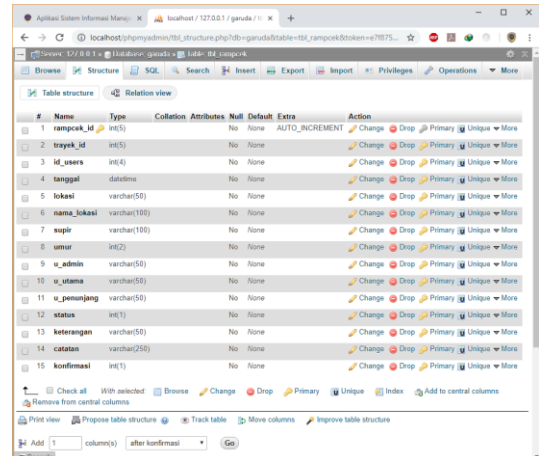 Aplikasi Sistem Informasi Manaj
localhost / 127.0.0.1 / garuda / t
localhost/phpmyadmin/tbl_structure.php?db=garuda&table=tbl_rampcek&token=e7f875...
Server: 127.0.0.1 » Database: garuda » Table: tbl_rampcek
Browse Structure SQL Search Insert Export Import Privileges Operations More
Table structure Relation view
# Name Type Collation Attributes Null Default Extra Action
1 rampcek_id int(5) No None AUTO_INCREMENT Change Drop Primary Unique More
2 trayek_id int(5) No None Change Drop Primary Unique More
3 id_users int(4) No None Change Drop Primary Unique More
4 tanggal datetime No None Change Drop Primary Unique More
5 lokasi varchar(50) No None Change Drop Primary Unique More
6 nama_lokasi varchar(100) No None Change Drop Primary Unique More
7 supir varchar(100) No None Change Drop Primary Unique More
8 umur int(2) No None Change Drop Primary Unique More
9 u_admin varchar(50) No None Change Drop Primary Unique More
10 u_utama varchar(50) No None Change Drop Primary Unique More
11 u_penunjang varchar(50) No None Change Drop Primary Unique More
12 status int(1) No None Change Drop Primary Unique More
13 keterangan varchar(50) No None Change Drop Primary Unique More
14 catatan varchar(250) No None Change Drop Primary Unique More
15 konfirmasi int(1) No None Change Drop Primary Unique More
Check all With selected: Browse Change Drop Primary Unique Index Add to central columns
Remove from central columns
Print view Propose table structure Track table Move columns Improve table structure
Add 1 column(s) after konfirmasi Go